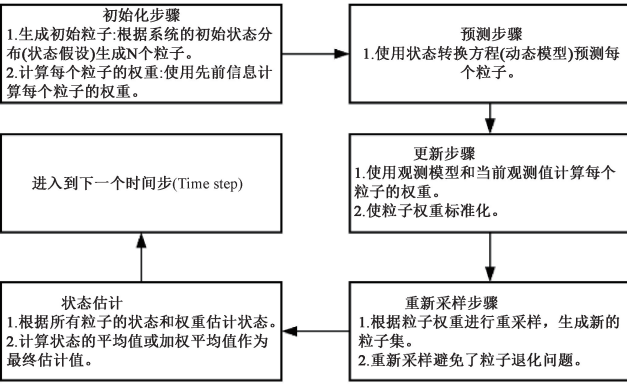 初始化步骤
1.生成初始粒子:根据系统的初始状态分
布(状态假设)生成N个粒子。
2.计算每个粒子的权重:使用先前信息计
算每个粒子的权重。
预测步骤
1.使用状态转换方程(动态模型)预测每
个粒子。
更新步骤
1.使用观测模型和当前观测值计算每个
粒子的权重。
2.使粒子权重标准化。
重新采样步骤
1.根据粒子权重进行重采样，生成新的
粒子集。
2.重新采样避免了粒子退化问题。
状态估计
1.根据所有粒子的状态和权重估计状态。
2.计算状态的平均值或加权平均值作为
最终估计值。
进入到下一个时间步(Time step)